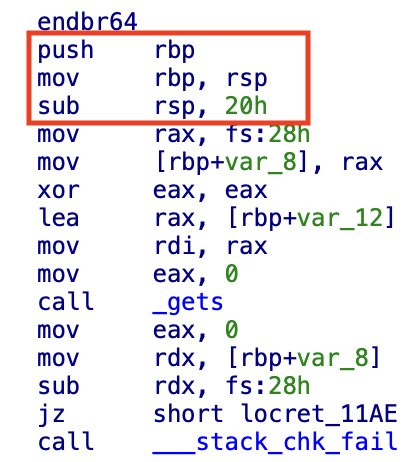 endbr64
push rbp
mov rbp, rsp
sub rsp, 20h
mov rax, fs:28h
mov [rbp+var_8], rax
xor eax, eax
lea rax, [rbp+var_12]
mov rdi, rax
mov eax, 0
call _gets
mov eax, 0
mov rdx, [rbp+var_8]
sub rdx, fs:28h
jz short locret_11AE
call ___stack_chk_fail